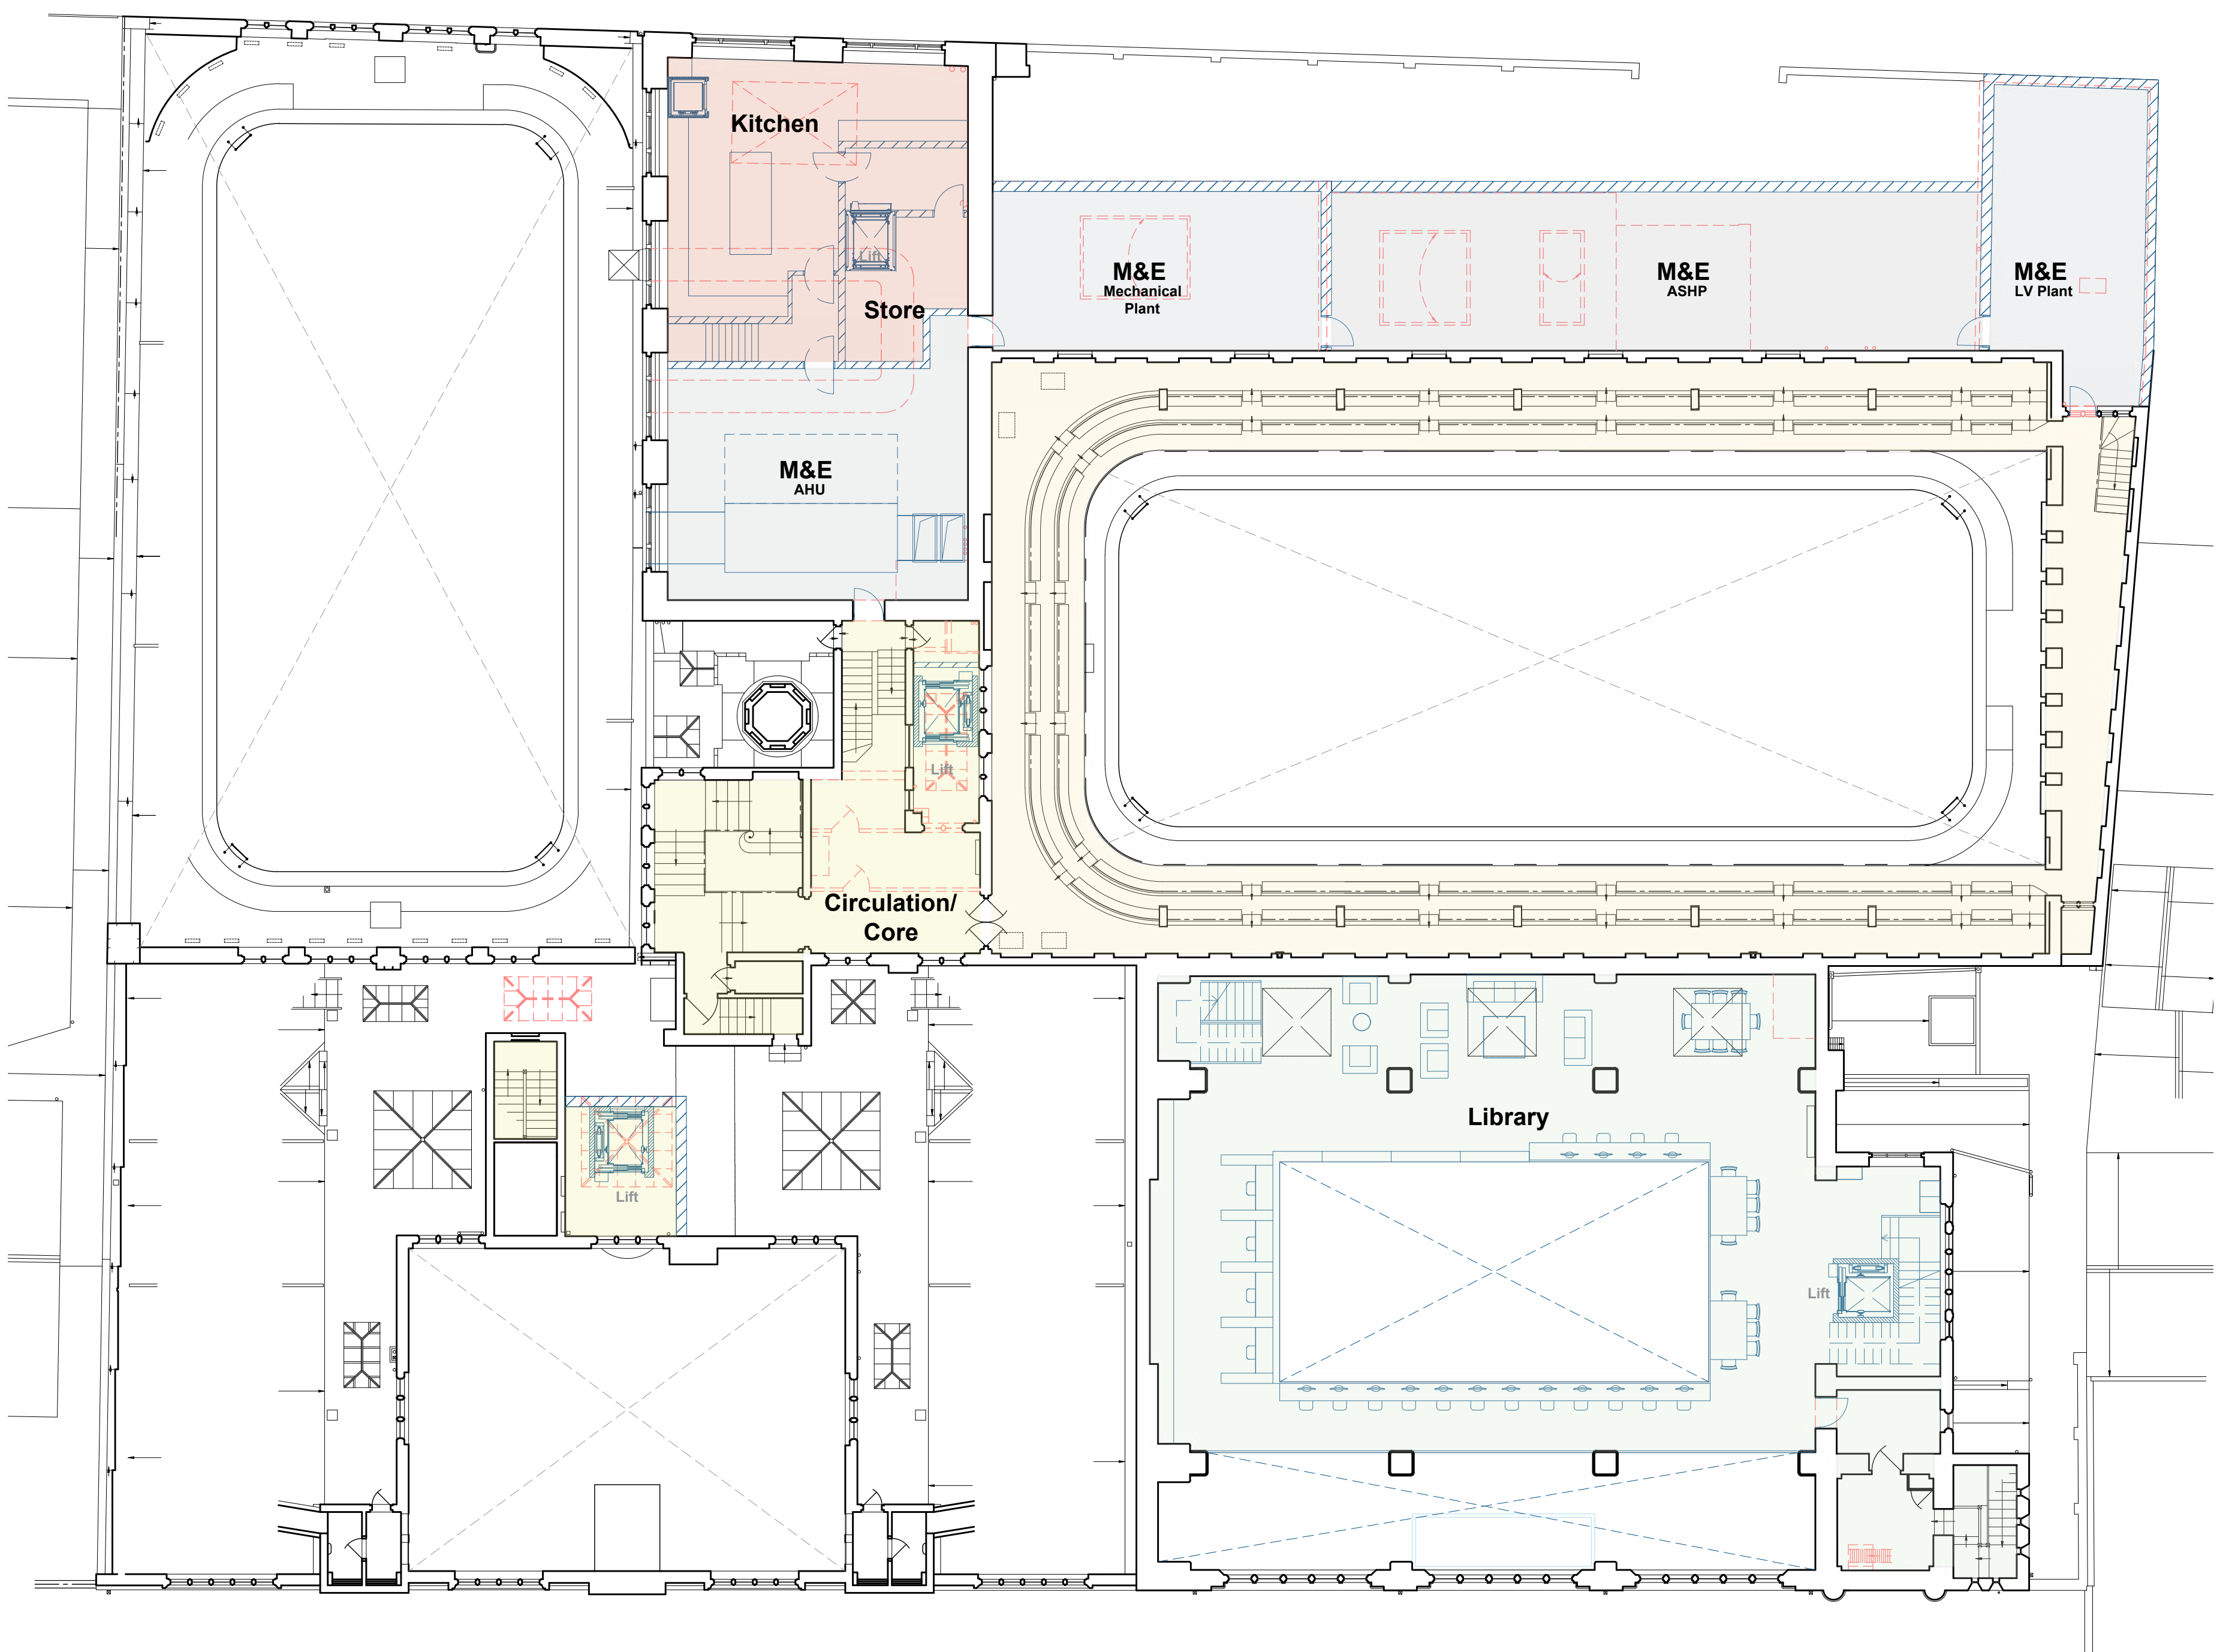 Kitchen
Lift
Store
M&E
Mechanical
Plant
M&E
ASHP
M&E
LV Plant
M&E
AHU
Lift
Circulation/
Core
Library
Lift
Lift